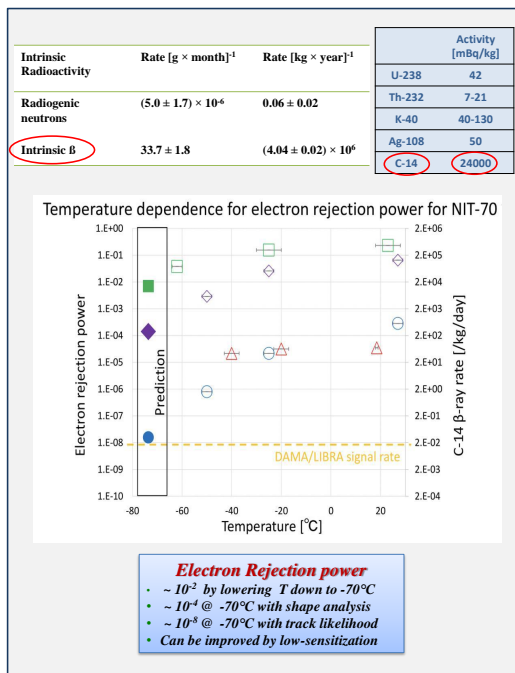 Intrinsic Radioactivity Rate [g × month]-1 Rate [kg × year]-1
Radiogenic neutrons (5.0 ± 1.7) × 10-6 0.06 ± 0.02
Intrinsic ß 33.7 ± 1.8 (4.04 ± 0.02) × 106
Activity [mBq/kg]
U-238 42
Th-232 7-21
K-40 40-130
Ag-108 50
C-14 24000
Temperature dependence for electron rejection power for NIT-70
1.E+00 2.E+06
1.E-01 2.E+05
1.E-02 2.E+04
1.E-03 2.E+03
1.E-04 2.E+02
1.E-05 2.E+01
1.E-06 2.E+00
1.E-07 2.E-01
1.E-08 2.E-02
1.E-09 2.E-03
1.E-10 2.E-04
Electron rejection power
Prediction
DAMA/LIBRA signal rate
C-14 β-ray rate [/kg/day]
-80 -60 -40 -20 0 20
Temperature [℃]
Electron Rejection power
• ~ 10-2 by lowering T down to -70°C
• ~ 10-4 @ -70°C with shape analysis
• ~ 10-8 @ -70°C with track likelihood
• Can be improved by low-sensitization